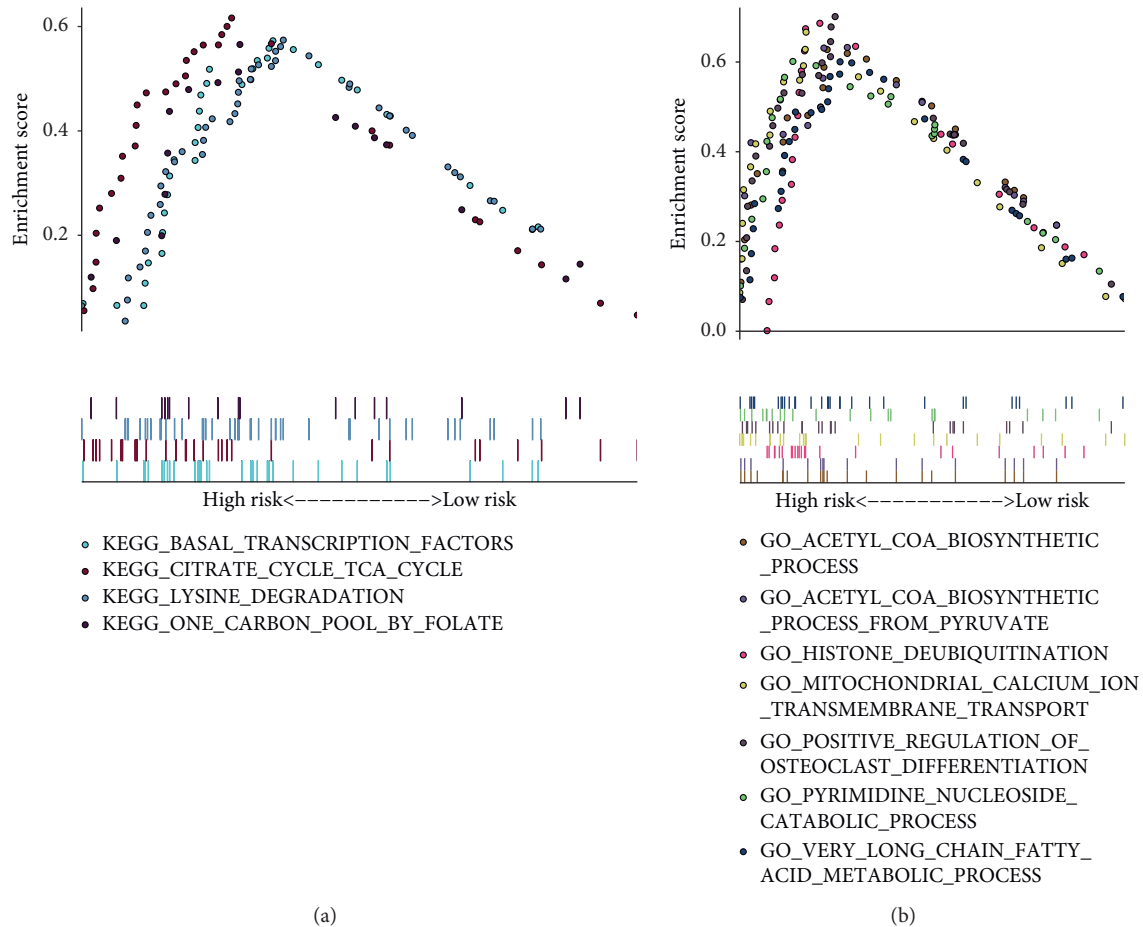 Enrichment score
0.6
0.4
0.2
High risk<−−−−−−−−−−−>Low risk
KEGG_BASAL_TRANSCRIPTION_FACTORS
KEGG_CITRATE_CYCLE_TCA_CYCLE
KEGG_LYSINE_DEGRADATION
KEGG_ONE_CARBON_POOL_BY_FOLATE
(a)
Enrichment score
0.6
0.4
0.2
0.0
High risk<−−−−−−−−−−−>Low risk
GO_ACETYL_COA_BIOSYNTHETIC
_PROCESS
GO_ACETYL_COA_BIOSYNTHETIC
_PROCESS_FROM_PYRUVATE
GO_HISTONE_DEUBIQUITINATION
GO_MITOCHONDRIAL_CALCIUM_ION
_TRANSMEMBRANE_TRANSPORT
GO_POSITIVE_REGULATION_OF_
OSTEOCLAST_DIFFERENTIATION
GO_PYRIMIDINE_NUCLEOSIDE_
CATABOLIC_PROCESS
GO_VERY_LONG_CHAIN_FATTY_
ACID_METABOLIC_PROCESS
(b)